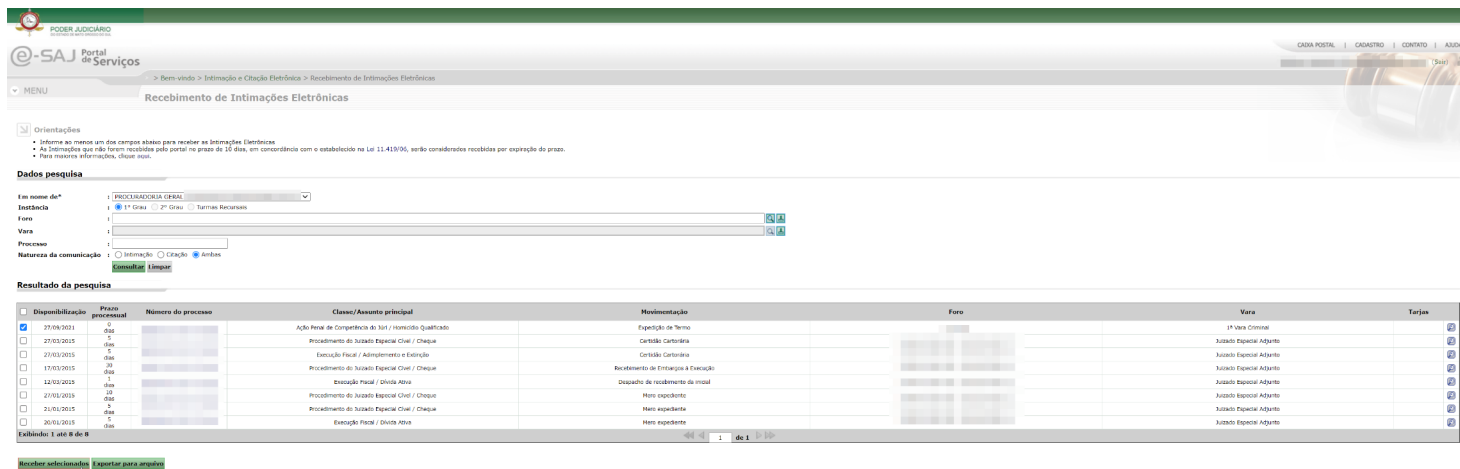 PODER JUDICIÁRIO
CAIXA POSTAL | CADASTRO | CONTATO | AJUDA
e-SAJ Portal de Serviços
(Sair)
> Bem-vindo > Intimação e Citação Eletrônica > Recebimento de Intimações Eletrônicas
MENU
Recebimento de Intimações Eletrônicas
Orientações
• Informe ao menos um dos campos abaixo para receber as Intimações Eletrônicas
• As Intimações que não forem recebidas pelo portal no prazo de 10 dias, em concordância com o estabelecido na Lei 11.419/06, serão consideradas recebidas por expiração do prazo.
• Para maiores informações, clique aqui.
Dados pesquisa
Em nome de* : PROCURADORIA GERAL
Instância : 1º Grau 2º Grau Turmas Recursais
Foro :
Vara :
Processo :
Natureza da comunicação : Intimação Citação Ambas
Consultar Limpar
Resultado da pesquisa
Disponibilização Prazo processual Número do processo Classe/Assunto principal Movimentação Foro Vara Tarjas
27/09/2021 0 dias Ação Penal de Competência do Júri / Homicídio Qualificado Expedição de Termo 1ª Vara Criminal
27/03/2015 5 dias Procedimento do Juizado Especial Cível / Cheque Certidão Cartorária Juizado Especial Adjunto
27/03/2015 5 dias Execução Fiscal / Adimplemento e Extinção Certidão Cartorária Juizado Especial Adjunto
17/03/2015 dias Procedimento do Juizado Especial Cível / Cheque Recebimento de Embargos à Execução Juizado Especial Adjunto
12/03/2015 1 dias Execução Fiscal / Dívida Ativa Despacho de recebimento da inicial Juizado Especial Adjunto
27/01/2015 10 dias Procedimento do Juizado Especial Cível / Cheque Mero expediente Juizado Especial Adjunto
21/01/2015 5 dias Procedimento do Juizado Especial Cível / Cheque Mero expediente Juizado Especial Adjunto
20/01/2015 5 dias Execução Fiscal / Dívida Ativa Mero expediente Juizado Especial Adjunto
Exibindo: 1 até 8 de 8 1 de 1
Receber selecionados Exportar para arquivo